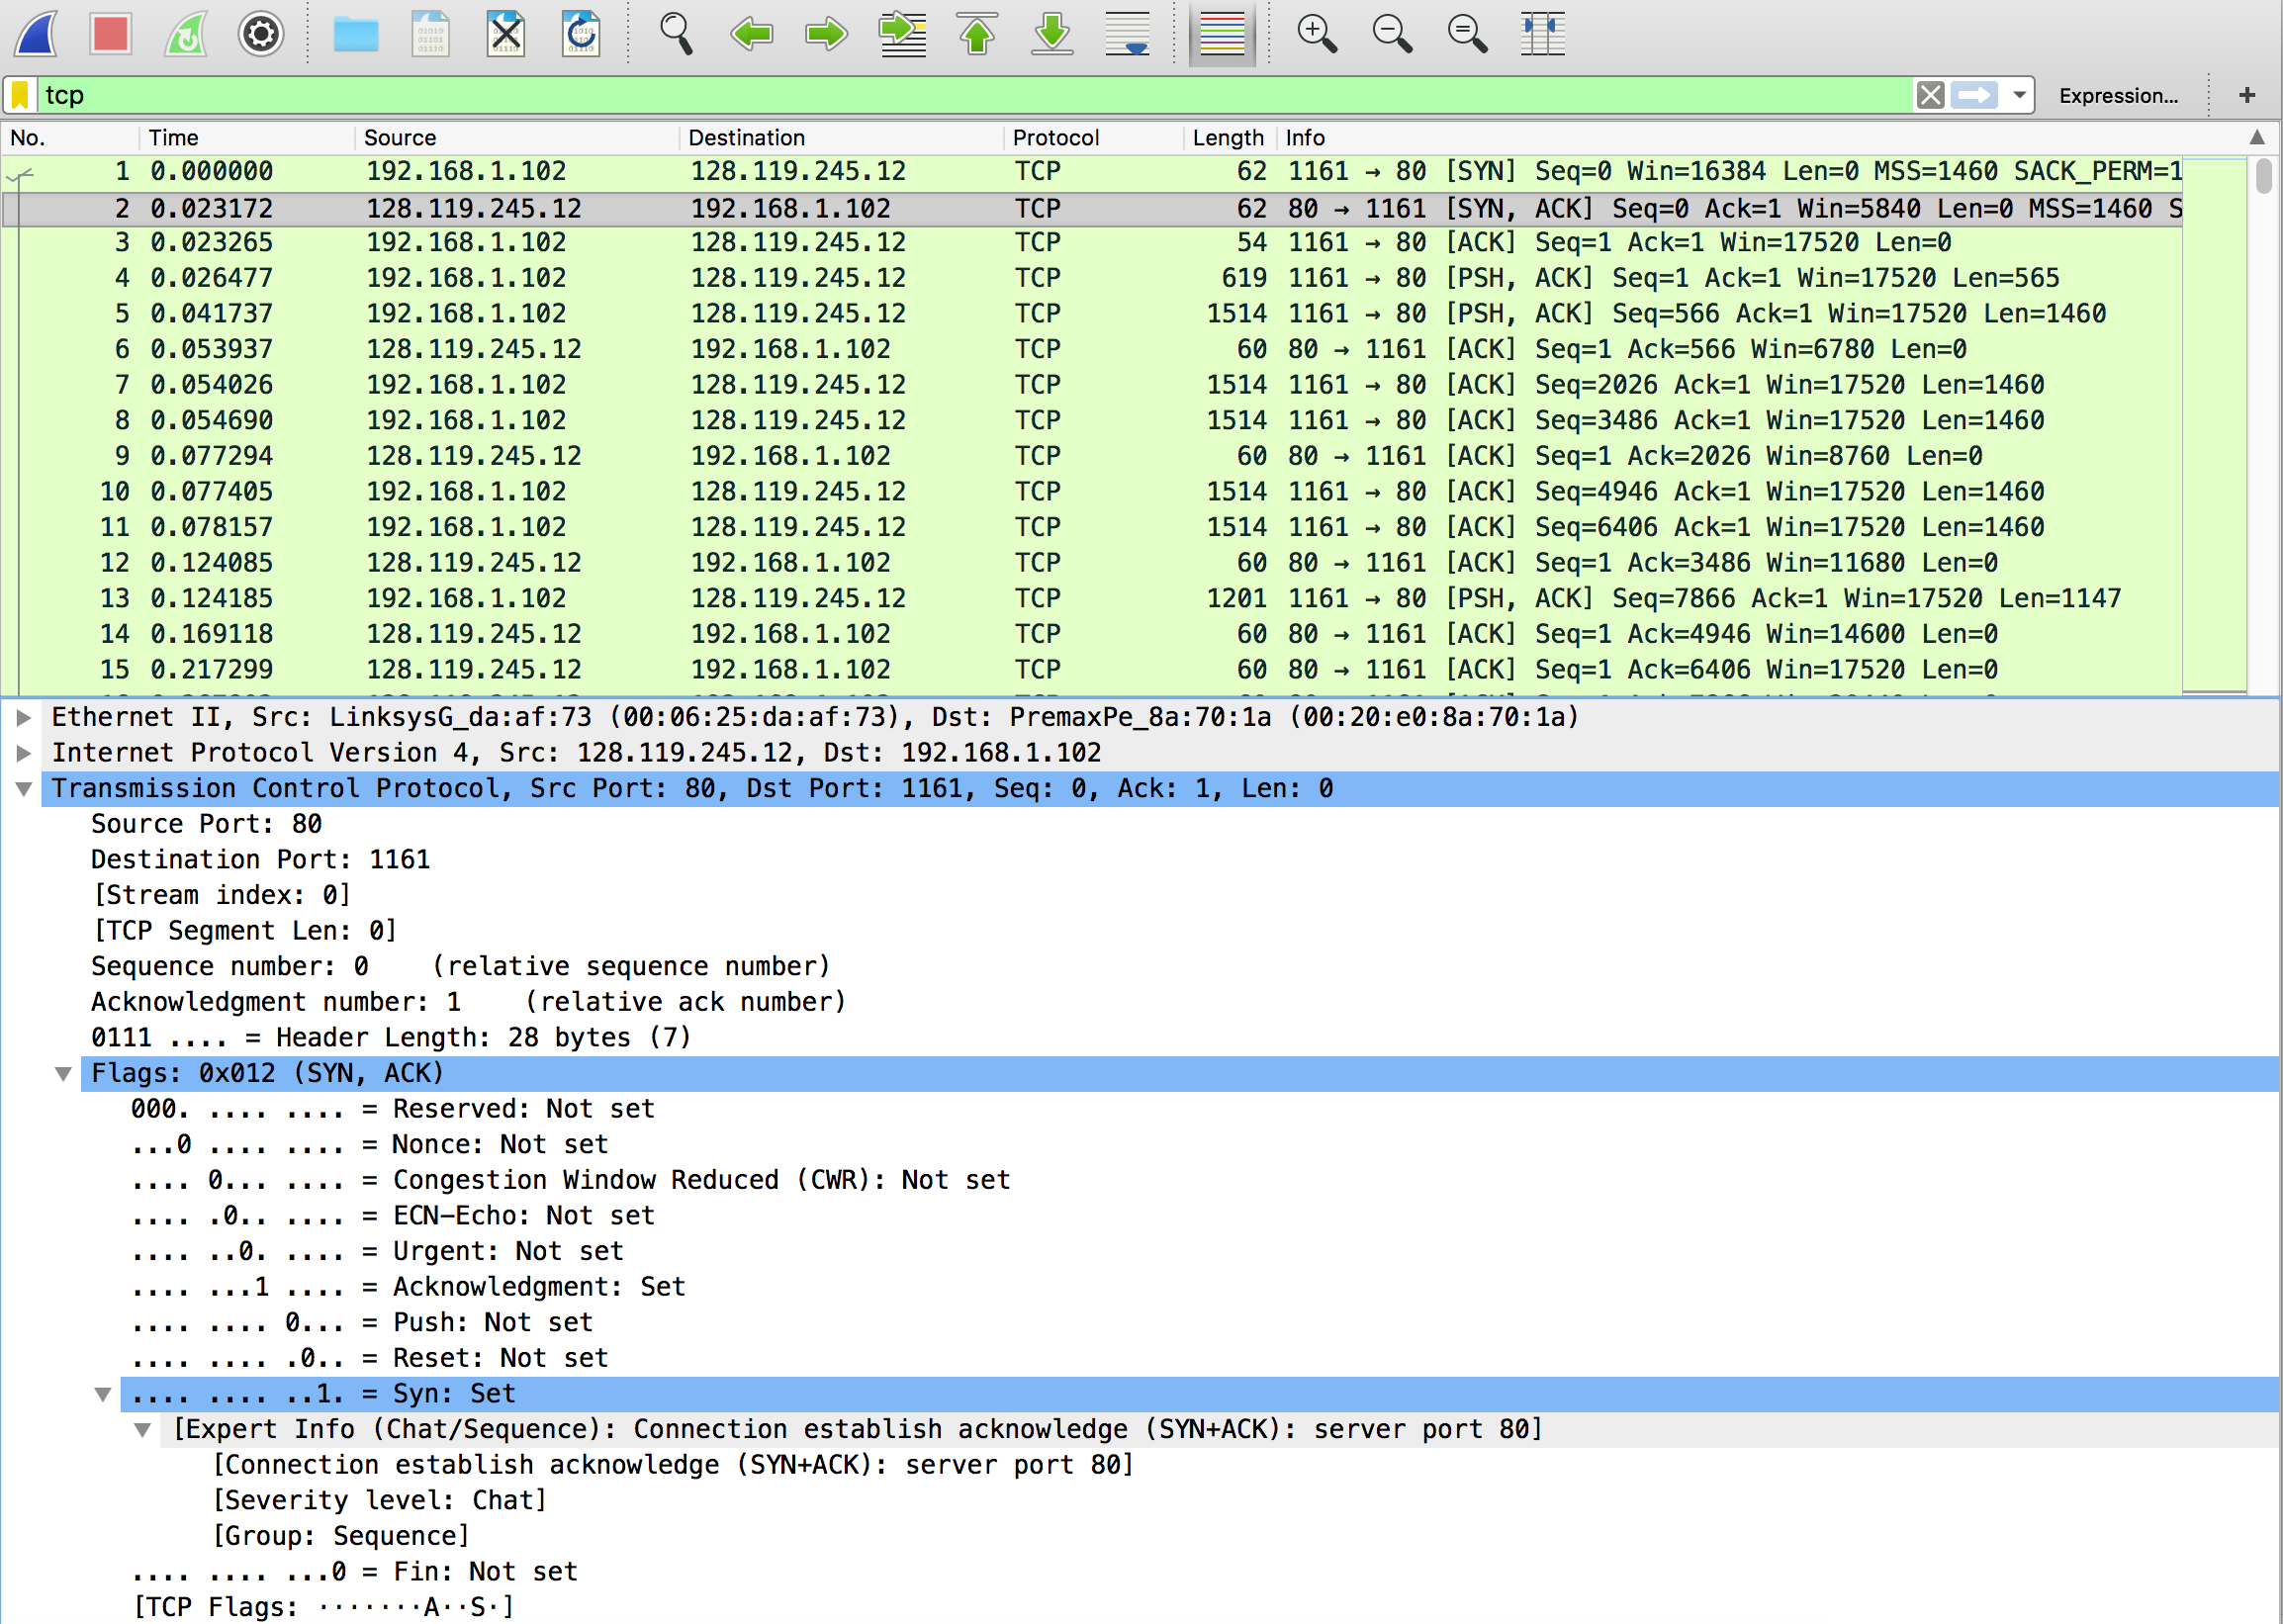 tcp
Expression... +
No. Time Source Destination Protocol Length Info
1 0.000000 192.168.1.102 128.119.245.12 TCP 62 1161 → 80 [SYN] Seq=0 Win=16384 Len=0 MSS=1460 SACK_PERM=1
2 0.023172 128.119.245.12 192.168.1.102 TCP 62 80 → 1161 [SYN, ACK] Seq=0 Ack=1 Win=5840 Len=0 MSS=1460 S
3 0.023265 192.168.1.102 128.119.245.12 TCP 54 1161 → 80 [ACK] Seq=1 Ack=1 Win=17520 Len=0
4 0.026477 192.168.1.102 128.119.245.12 TCP 619 1161 → 80 [PSH, ACK] Seq=1 Ack=1 Win=17520 Len=565
5 0.041737 192.168.1.102 128.119.245.12 TCP 1514 1161 → 80 [PSH, ACK] Seq=566 Ack=1 Win=17520 Len=1460
6 0.053937 128.119.245.12 192.168.1.102 TCP 60 80 → 1161 [ACK] Seq=1 Ack=566 Win=6780 Len=0
7 0.054026 192.168.1.102 128.119.245.12 TCP 1514 1161 → 80 [ACK] Seq=2026 Ack=1 Win=17520 Len=1460
8 0.054690 192.168.1.102 128.119.245.12 TCP 1514 1161 → 80 [ACK] Seq=3486 Ack=1 Win=17520 Len=1460
9 0.077294 128.119.245.12 192.168.1.102 TCP 60 80 → 1161 [ACK] Seq=1 Ack=2026 Win=8760 Len=0
10 0.077405 192.168.1.102 128.119.245.12 TCP 1514 1161 → 80 [ACK] Seq=4946 Ack=1 Win=17520 Len=1460
11 0.078157 192.168.1.102 128.119.245.12 TCP 1514 1161 → 80 [ACK] Seq=6406 Ack=1 Win=17520 Len=1460
12 0.124085 128.119.245.12 192.168.1.102 TCP 60 80 → 1161 [ACK] Seq=1 Ack=3486 Win=11680 Len=0
13 0.124185 192.168.1.102 128.119.245.12 TCP 1201 1161 → 80 [PSH, ACK] Seq=7866 Ack=1 Win=17520 Len=1147
14 0.169118 128.119.245.12 192.168.1.102 TCP 60 80 → 1161 [ACK] Seq=1 Ack=4946 Win=14600 Len=0
15 0.217299 128.119.245.12 192.168.1.102 TCP 60 80 → 1161 [ACK] Seq=1 Ack=6406 Win=17520 Len=0
Ethernet II, Src: LinksysG_da:af:73 (00:06:25:da:af:73), Dst: PremaxPe_8a:70:1a (00:20:e0:8a:70:1a)
Internet Protocol Version 4, Src: 128.119.245.12, Dst: 192.168.1.102
Transmission Control Protocol, Src Port: 80, Dst Port: 1161, Seq: 0, Ack: 1, Len: 0
Source Port: 80
Destination Port: 1161
[Stream index: 0]
[TCP Segment Len: 0]
Sequence number: 0 (relative sequence number)
Acknowledgment number: 1 (relative ack number)
0111 .... = Header Length: 28 bytes (7)
Flags: 0x012 (SYN, ACK)
000. .... .... = Reserved: Not set
...0 .... .... = Nonce: Not set
.... 0... .... = Congestion Window Reduced (CWR): Not set
.... .0.. .... = ECN-Echo: Not set
.... ..0. .... = Urgent: Not set
.... ...1 .... = Acknowledgment: Set
.... .... 0... = Push: Not set
.... .... .0.. = Reset: Not set
.... .... ..1. = Syn: Set
[Expert Info (Chat/Sequence): Connection establish acknowledge (SYN+ACK): server port 80]
[Connection establish acknowledge (SYN+ACK): server port 80]
[Severity level: Chat]
[Group: Sequence]
.... .... ...0 = Fin: Not set
[TCP Flags: ·······A··S·]